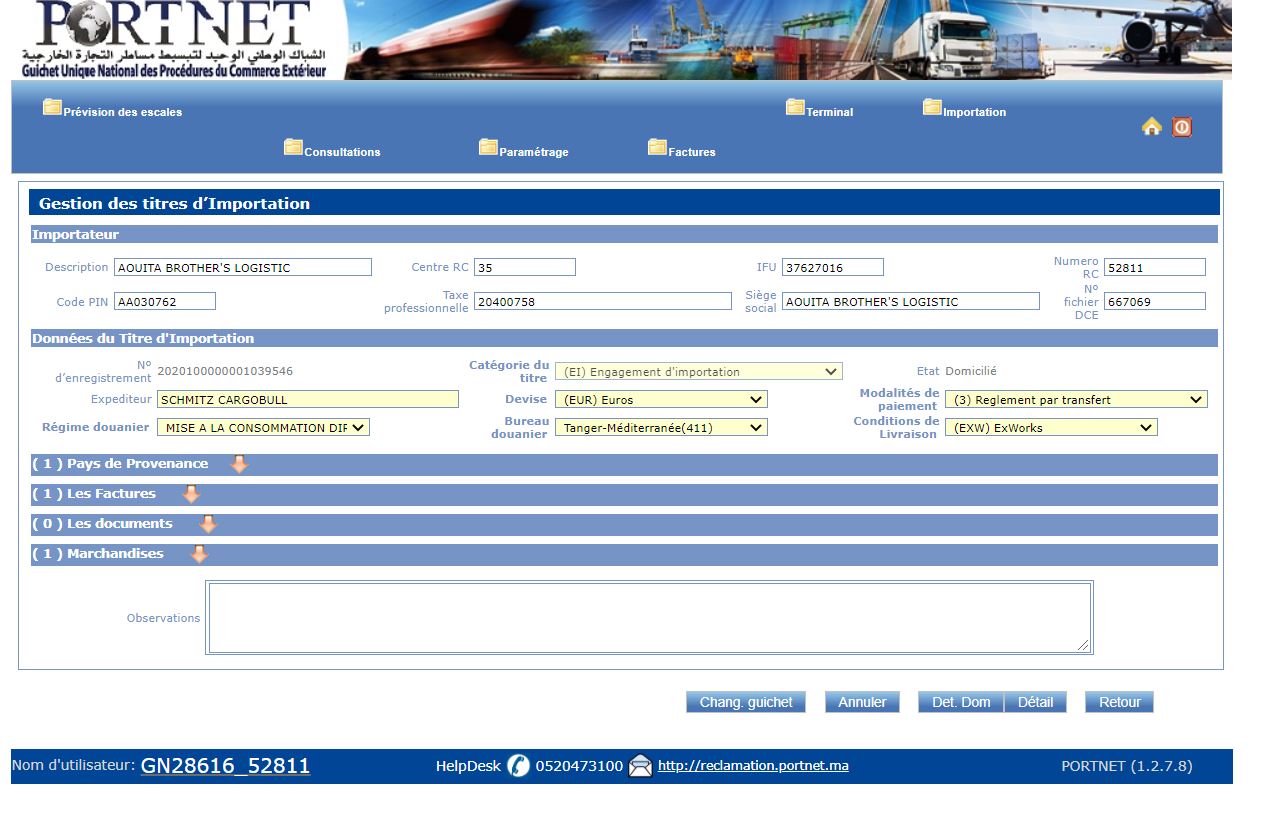 PORTNET
الشباك الوطني الوحيد لتبسيط مساطر التجارة الخارجية
Guichet Unique National des Procédures du Commerce Extérieur
Prévision des escales
Terminal
Importation
Consultations
Paramétrage
Factures
Gestion des titres d’Importation
Importateur
Description AOUITA BROTHER'S LOGISTIC Centre RC 35 IFU 37627016 Numero RC 52811
Code PIN AA030762 Taxe professionnelle 20400758 Siège social AOUITA BROTHER'S LOGISTIC N° fichier DCE 667069
Données du Titre d'Importation
N° d’enregistrement 2020100000001039546 Catégorie du titre (EI) Engagement d'importation Etat Domicilié
Expediteur SCHMITZ CARGOBULL Devise (EUR) Euros Modalités de paiement (3) Reglement par transfert
Régime douanier MISE A LA CONSOMMATION DIR Bureau douanier Tanger-Méditerranée(411) Conditions de Livraison (EXW) ExWorks
( 1 ) Pays de Provenance
( 1 ) Les Factures
( 0 ) Les documents
( 1 ) Marchandises
Observations
Chang. guichet Annuler Det. Dom Détail Retour
Nom d'utilisateur: GN28616_52811 HelpDesk 0520473100 http://reclamation.portnet.ma PORTNET (1.2.7.8)